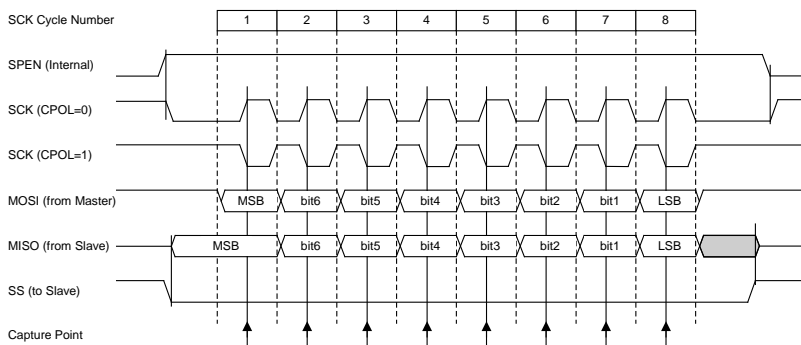 SCK Cycle Number 1 2 3 4 5 6 7 8
SPEN (Internal)
SCK (CPOL=0)
SCK (CPOL=1)
MOSI (from Master) MSB bit6 bit5 bit4 bit3 bit2 bit1 LSB
MISO (from Slave) MSB bit6 bit5 bit4 bit3 bit2 bit1 LSB
SS (to Slave)
Capture Point